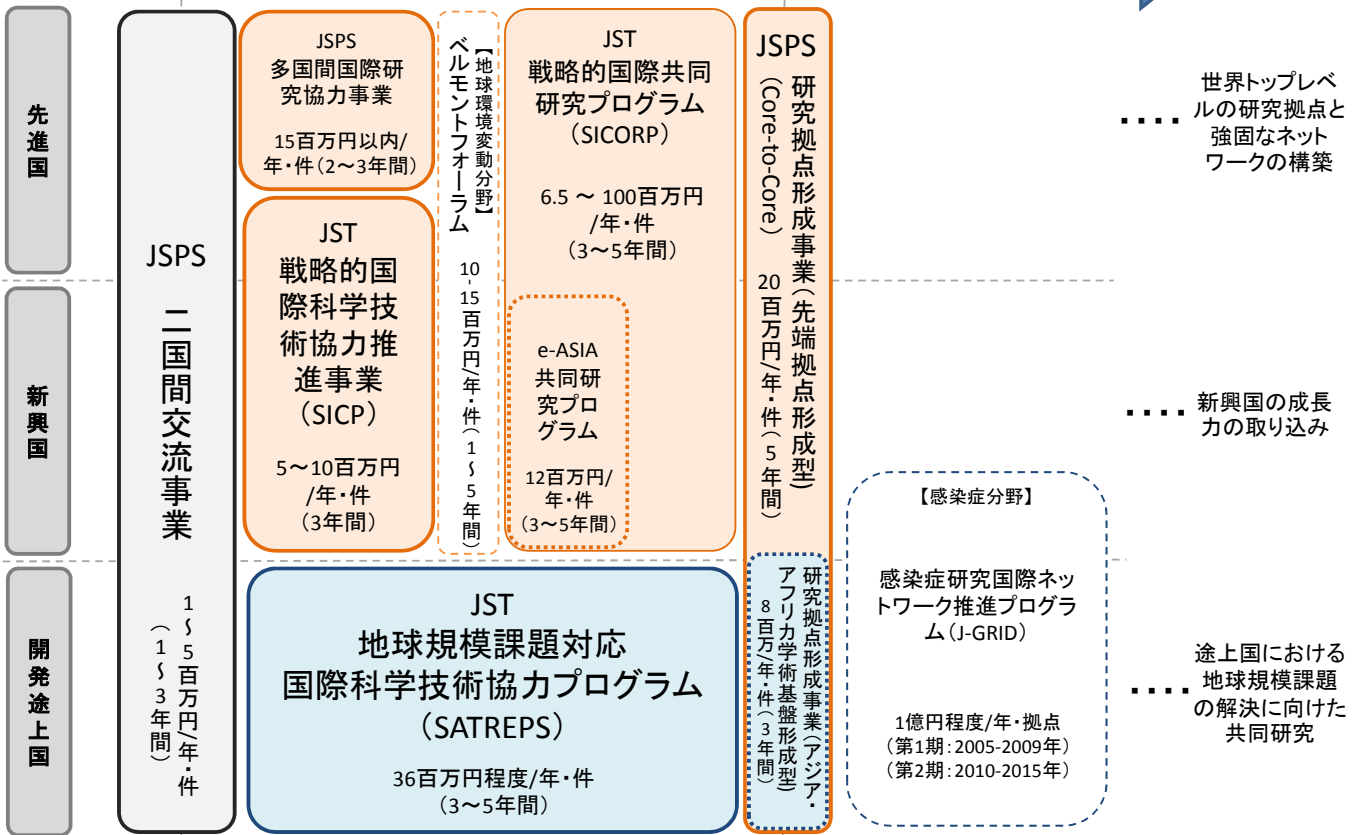 先進国
新興国
開発途上国
JSPS
二国間交流事業
1～5百万円/年・件
（1～3年間）
JSPS
多国間国際研
究協力事業
15百万円以内/
年・件（2～3年間）
JST
戦略的国
際科学技
術協力推
進事業
（SICP）
5～10百万円
/年・件
（3年間）
【地球環境変動分野】
ベルモントフォーラム
10-15百万円/年・件（1～5年間）
JST
戦略的国際共同
研究プログラム
（SICORP）
6.5 ～ 100百万円
/年・件
（3～5年間）
e-ASIA
共同研
究プロ
グラム
12百万円/
年・件
（3～5年間）
JSPS
研究拠点形成事業（先端拠点形成型）
（Core-to-Core）
20百万円/年・件（5年間）
研究拠点形成事業（アジア・
アフリカ学術基盤形成型）
8百万/年・件（3年間）
JST
地球規模課題対応
国際科学技術協力プログラム
（SATREPS）
36百万円程度/年・件
（3～5年間）
【感染症分野】
感染症研究国際ネッ
トワーク推進プログラ
ム（J-GRID）
1億円程度/年・拠点
（第1期：2005-2009年）
（第2期：2010-2015年）
世界トップレベ
ルの研究拠点と
強固なネット
ワークの構築
新興国の成長
力の取り込み
途上国における
地球規模課題
の解決に向けた
共同研究